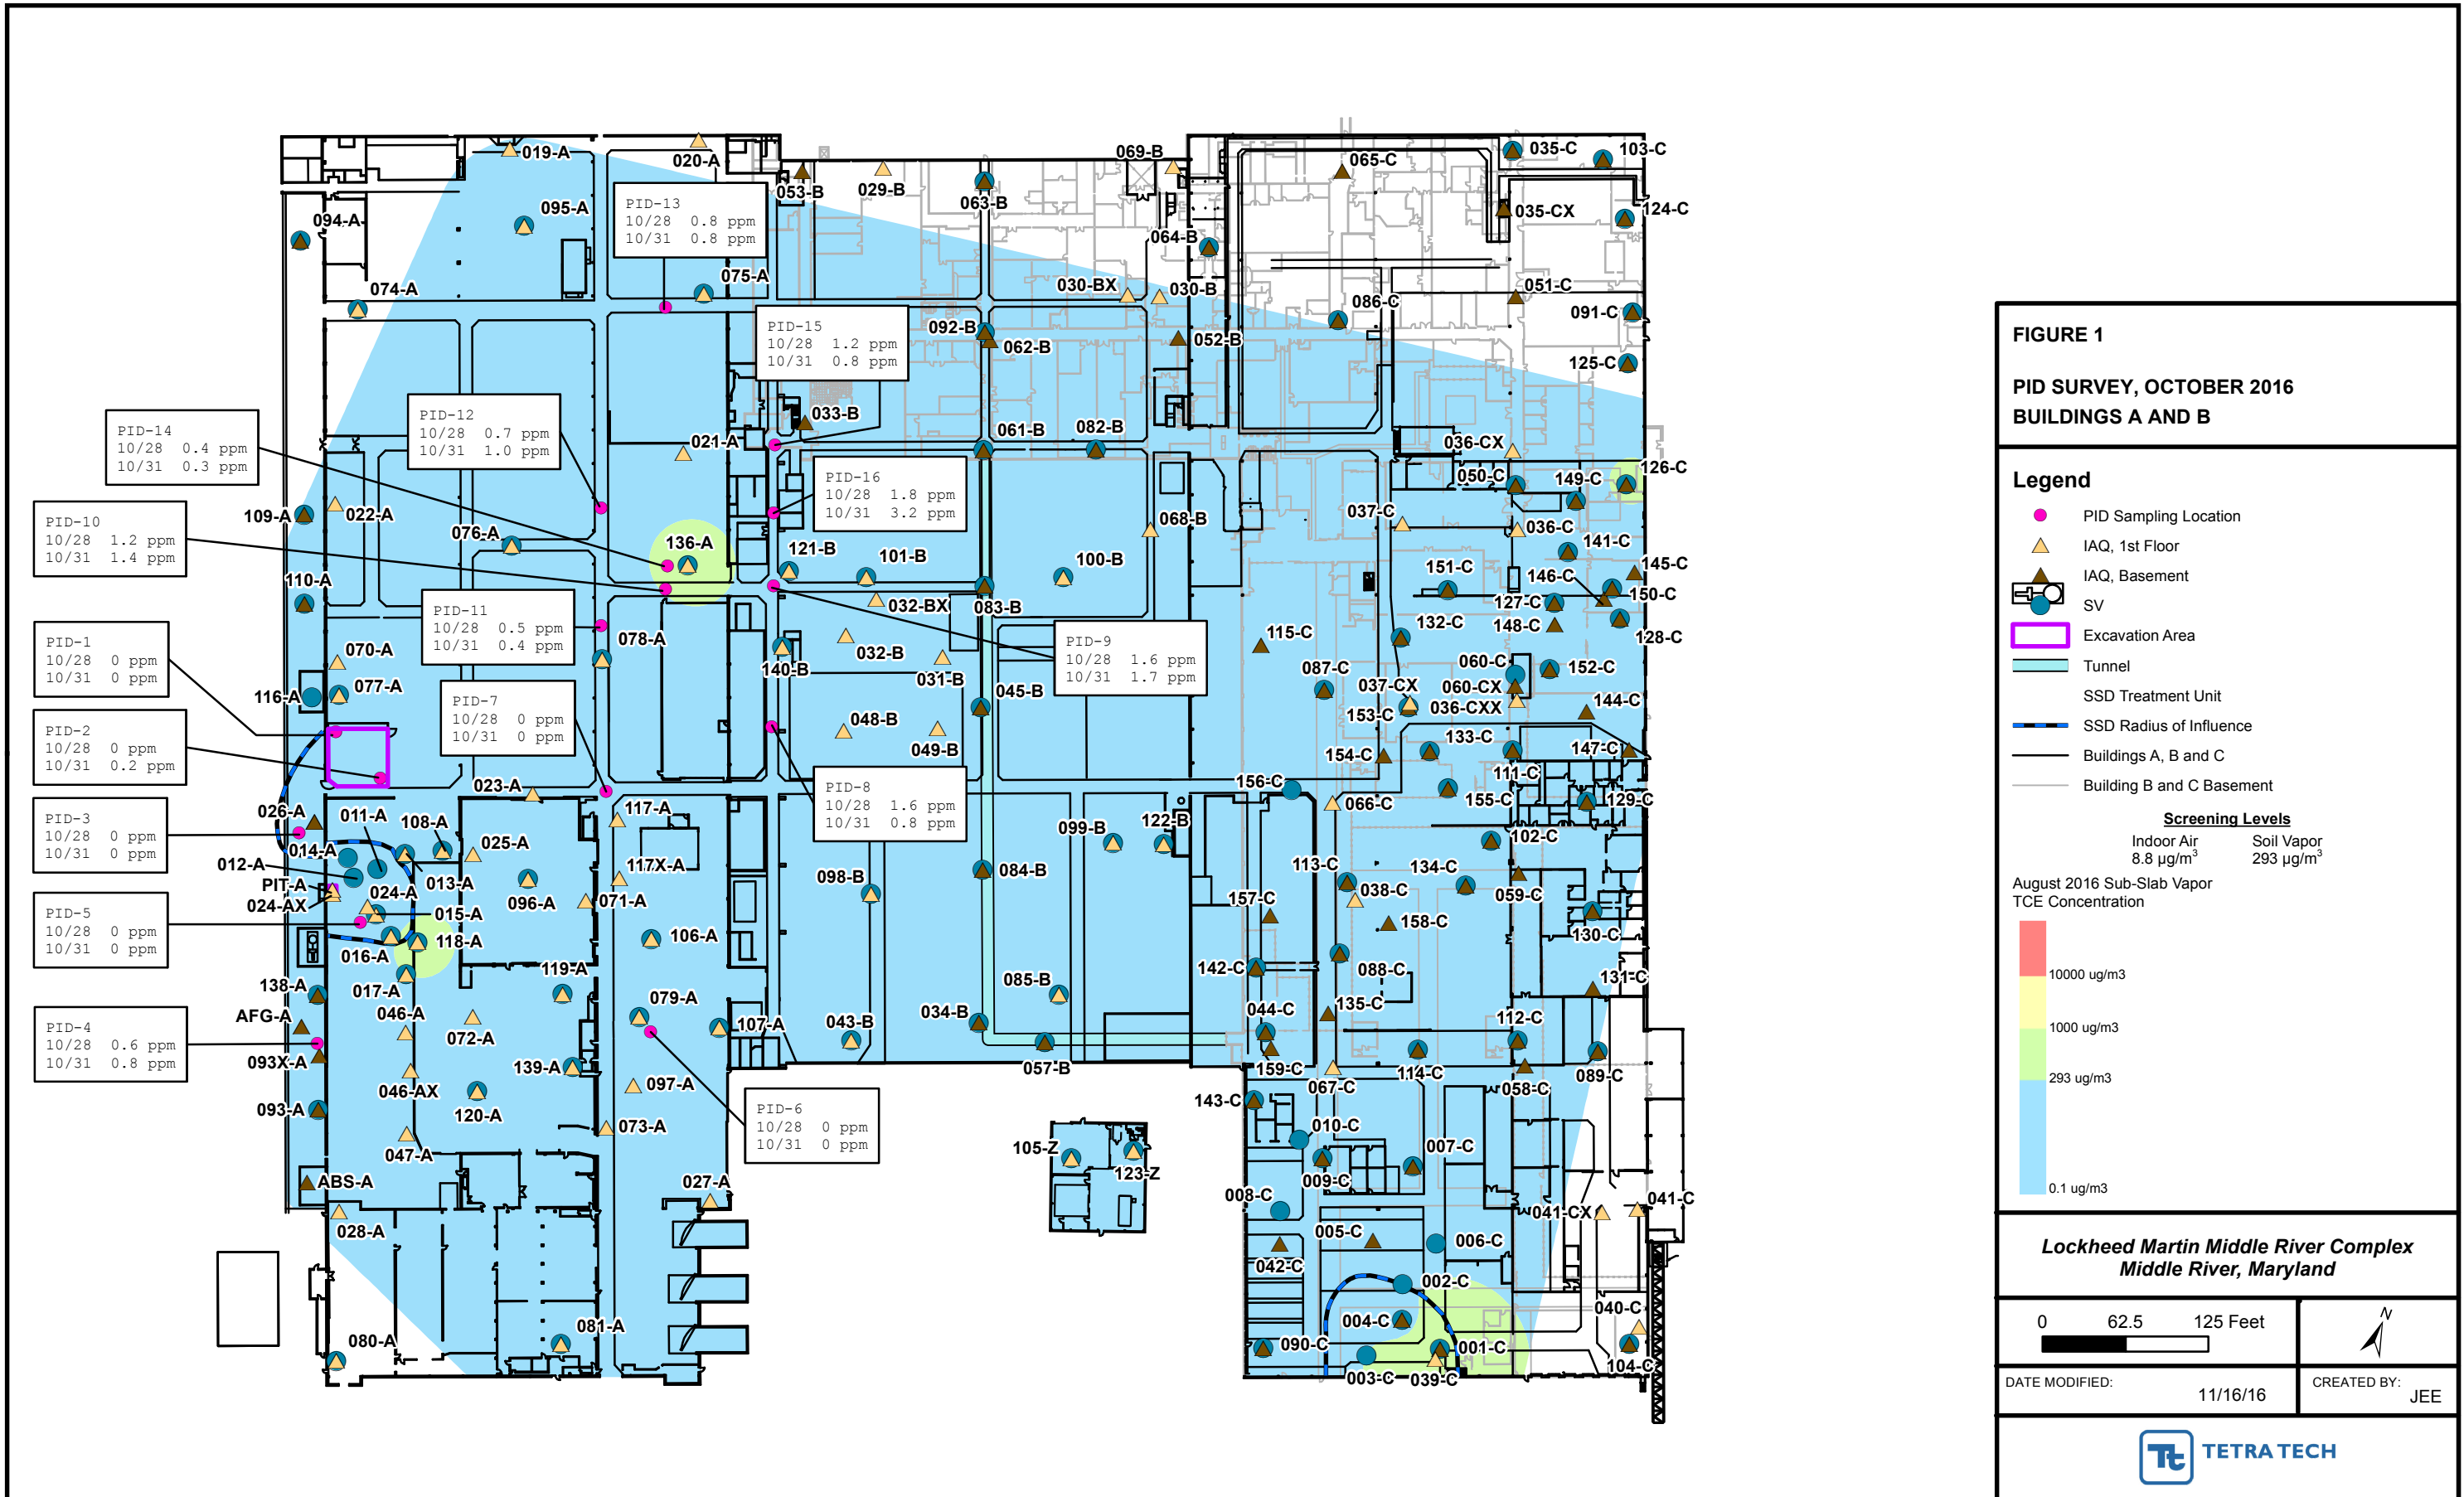 019-A
020-A
053-B
029-B
069-B
063-B
065-C
035-C
103-C
035-CX
124-C
094-A
095-A
PID-13
10/28 0.8 ppm
10/31 0.8 ppm
064-B
074-A
075-A
030-BX
030-B
086-C
051-C
091-C
PID-15
10/28 1.2 ppm
10/31 0.8 ppm
092-B
062-B
052-B
125-C
PID-14
10/28 0.4 ppm
10/31 0.3 ppm
PID-12
10/28 0.7 ppm
10/31 1.0 ppm
033-B
021-A
061-B
082-B
036-CX
126-C
050-C
149-C
PID-16
10/28 1.8 ppm
10/31 3.2 ppm
PID-10
10/28 1.2 ppm
10/31 1.4 ppm
109-A
022-A
076-A
136-A
121-B
101-B
100-B
068-B
037-C
036-C
141-C
145-C
151-C
146-C
150-C
127-C
148-C
128-C
132-C
110-A
PID-11
10/28 0.5 ppm
10/31 0.4 ppm
078-A
032-BX
083-B
032-B
140-B
031-B
PID-9
10/28 1.6 ppm
10/31 1.7 ppm
115-C
087-C
060-C
152-C
037-CX
060-CX
153-C
036-CXX
144-C
PID-1
10/28 0 ppm
10/31 0 ppm
070-A
077-A
116-A
PID-7
10/28 0 ppm
10/31 0 ppm
045-B
048-B
049-B
PID-2
10/28 0 ppm
10/31 0.2 ppm
154-C
133-C
147-C
111-C
156-C
155-C
129-C
066-C
023-A
PID-8
10/28 1.6 ppm
10/31 0.8 ppm
PID-3
10/28 0 ppm
10/31 0 ppm
026-A
011-A
108-A
117-A
025-A
014-A
012-A
013-A
117X-A
099-B
122-B
102-C
113-C
134-C
PIT-A
024-A
024-AX
015-A
096-A
071-A
098-B
084-B
038-C
059-C
157-C
158-C
130-C
PID-5
10/28 0 ppm
10/31 0 ppm
016-A
118-A
106-A
119-A
017-A
138-A
142-C
088-C
131-C
085-B
AFG-A
046-A
072-A
079-A
107-A
043-B
034-B
135-C
044-C
112-C
PID-4
10/28 0.6 ppm
10/31 0.8 ppm
093X-A
046-AX
139-A
097-A
057-B
159-C
067-C
114-C
058-C
089-C
093-A
120-A
073-A
047-A
PID-6
10/28 0 ppm
10/31 0 ppm
143-C
010-C
105-Z
123-Z
009-C
007-C
ABS-A
027-A
008-C
041-C
041-CX
028-A
005-C
006-C
042-C
002-C
040-C
004-C
080-A
081-A
090-C
001-C
104-C
003-C
039-C
FIGURE 1
PID SURVEY, OCTOBER 2016
BUILDINGS A AND B
Legend
PID Sampling Location
IAQ, 1st Floor
IAQ, Basement
SV
Excavation Area
Tunnel
SSD Treatment Unit
SSD Radius of Influence
Buildings A, B and C
Building B and C Basement
Screening Levels
Indoor Air Soil Vapor
8.8 µg/m³ 293 µg/m³
August 2016 Sub-Slab Vapor
TCE Concentration
10000 ug/m3
1000 ug/m3
293 ug/m3
0.1 ug/m3
Lockheed Martin Middle River Complex
Middle River, Maryland
0 62.5 125 Feet
N
DATE MODIFIED: 11/16/16
CREATED BY: JEE
Tt TETRA TECH